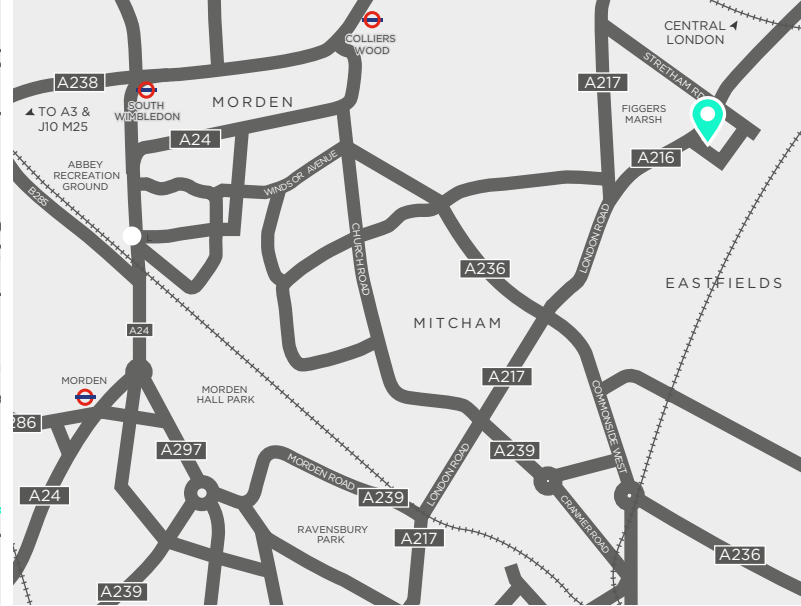 CENTRAL
LONDON
COLLIERS
WOOD
STRETHAM RD
A238
A217
SOUTH
WIMBLEDON
MORDEN
TO A3 &
J10 M25
FIGGERS
MARSH
A24
A216
ABBEY
RECREATION
GROUND
WINDSOR AVENUE
B285
LONDON ROAD
CHURCH ROAD
A236
EASTFIELDS
MITCHAM
A24
A217
MORDEN
MORDEN
HALL PARK
COMMONSIDE WEST
286
A297
A239
LONDON ROAD
MORDEN ROAD
A24
A239
CRANMER ROAD
RAVENSBURY
PARK
A217
A236
A239